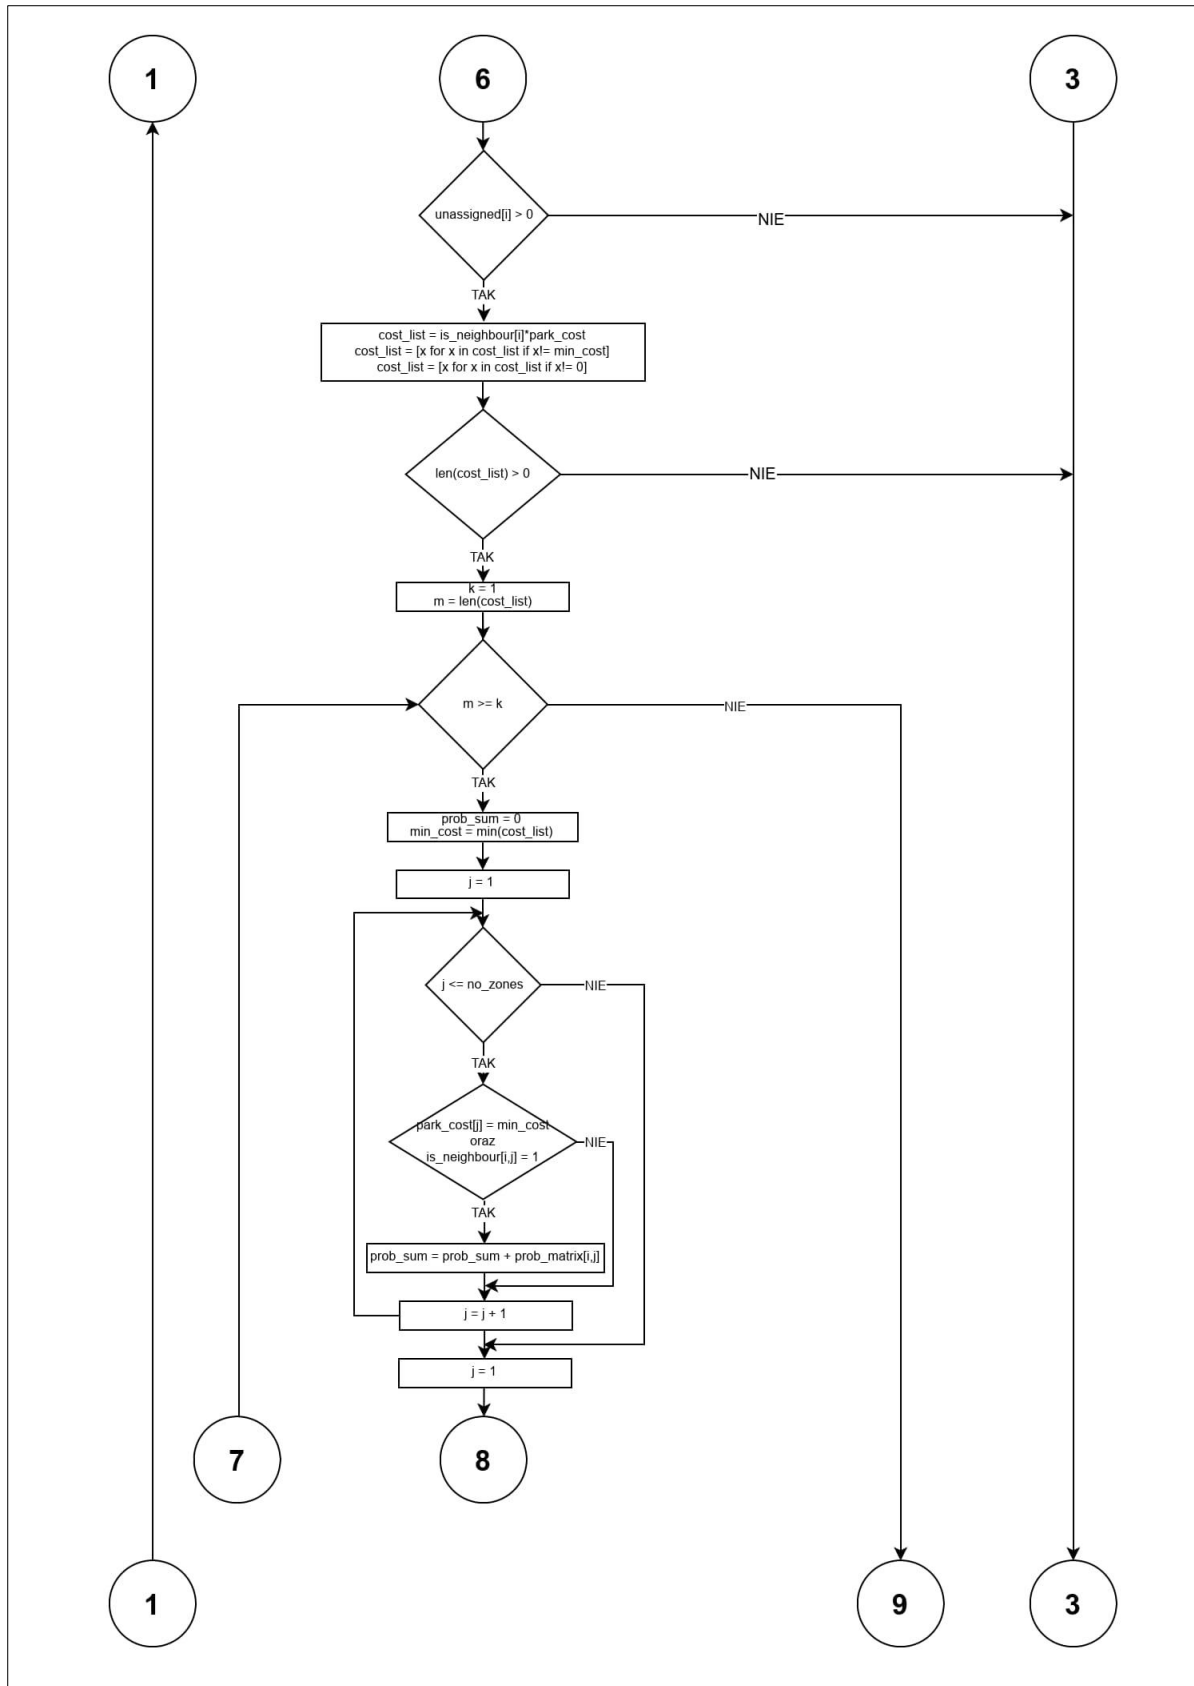 1
6
3
unassigned[i] > 0
NIE
TAK
cost_list = is_neighbour[i]*park_cost
cost_list = [x for x in cost_list if x!= min_cost]
cost_list = [x for x in cost_list if x!= 0]
len(cost_list) > 0
NIE
TAK
k = 1
m = len(cost_list)
m >= k
NIE
TAK
prob_sum = 0
min_cost = min(cost_list)
j = 1
j <= no_zones
NIE
TAK
park_cost[j] = min_cost
oraz
is_neighbour[i,j] = 1
NIE
TAK
prob_sum = prob_sum + prob_matrix[i,j]
j = j + 1
j = 1
7
8
1
9
3